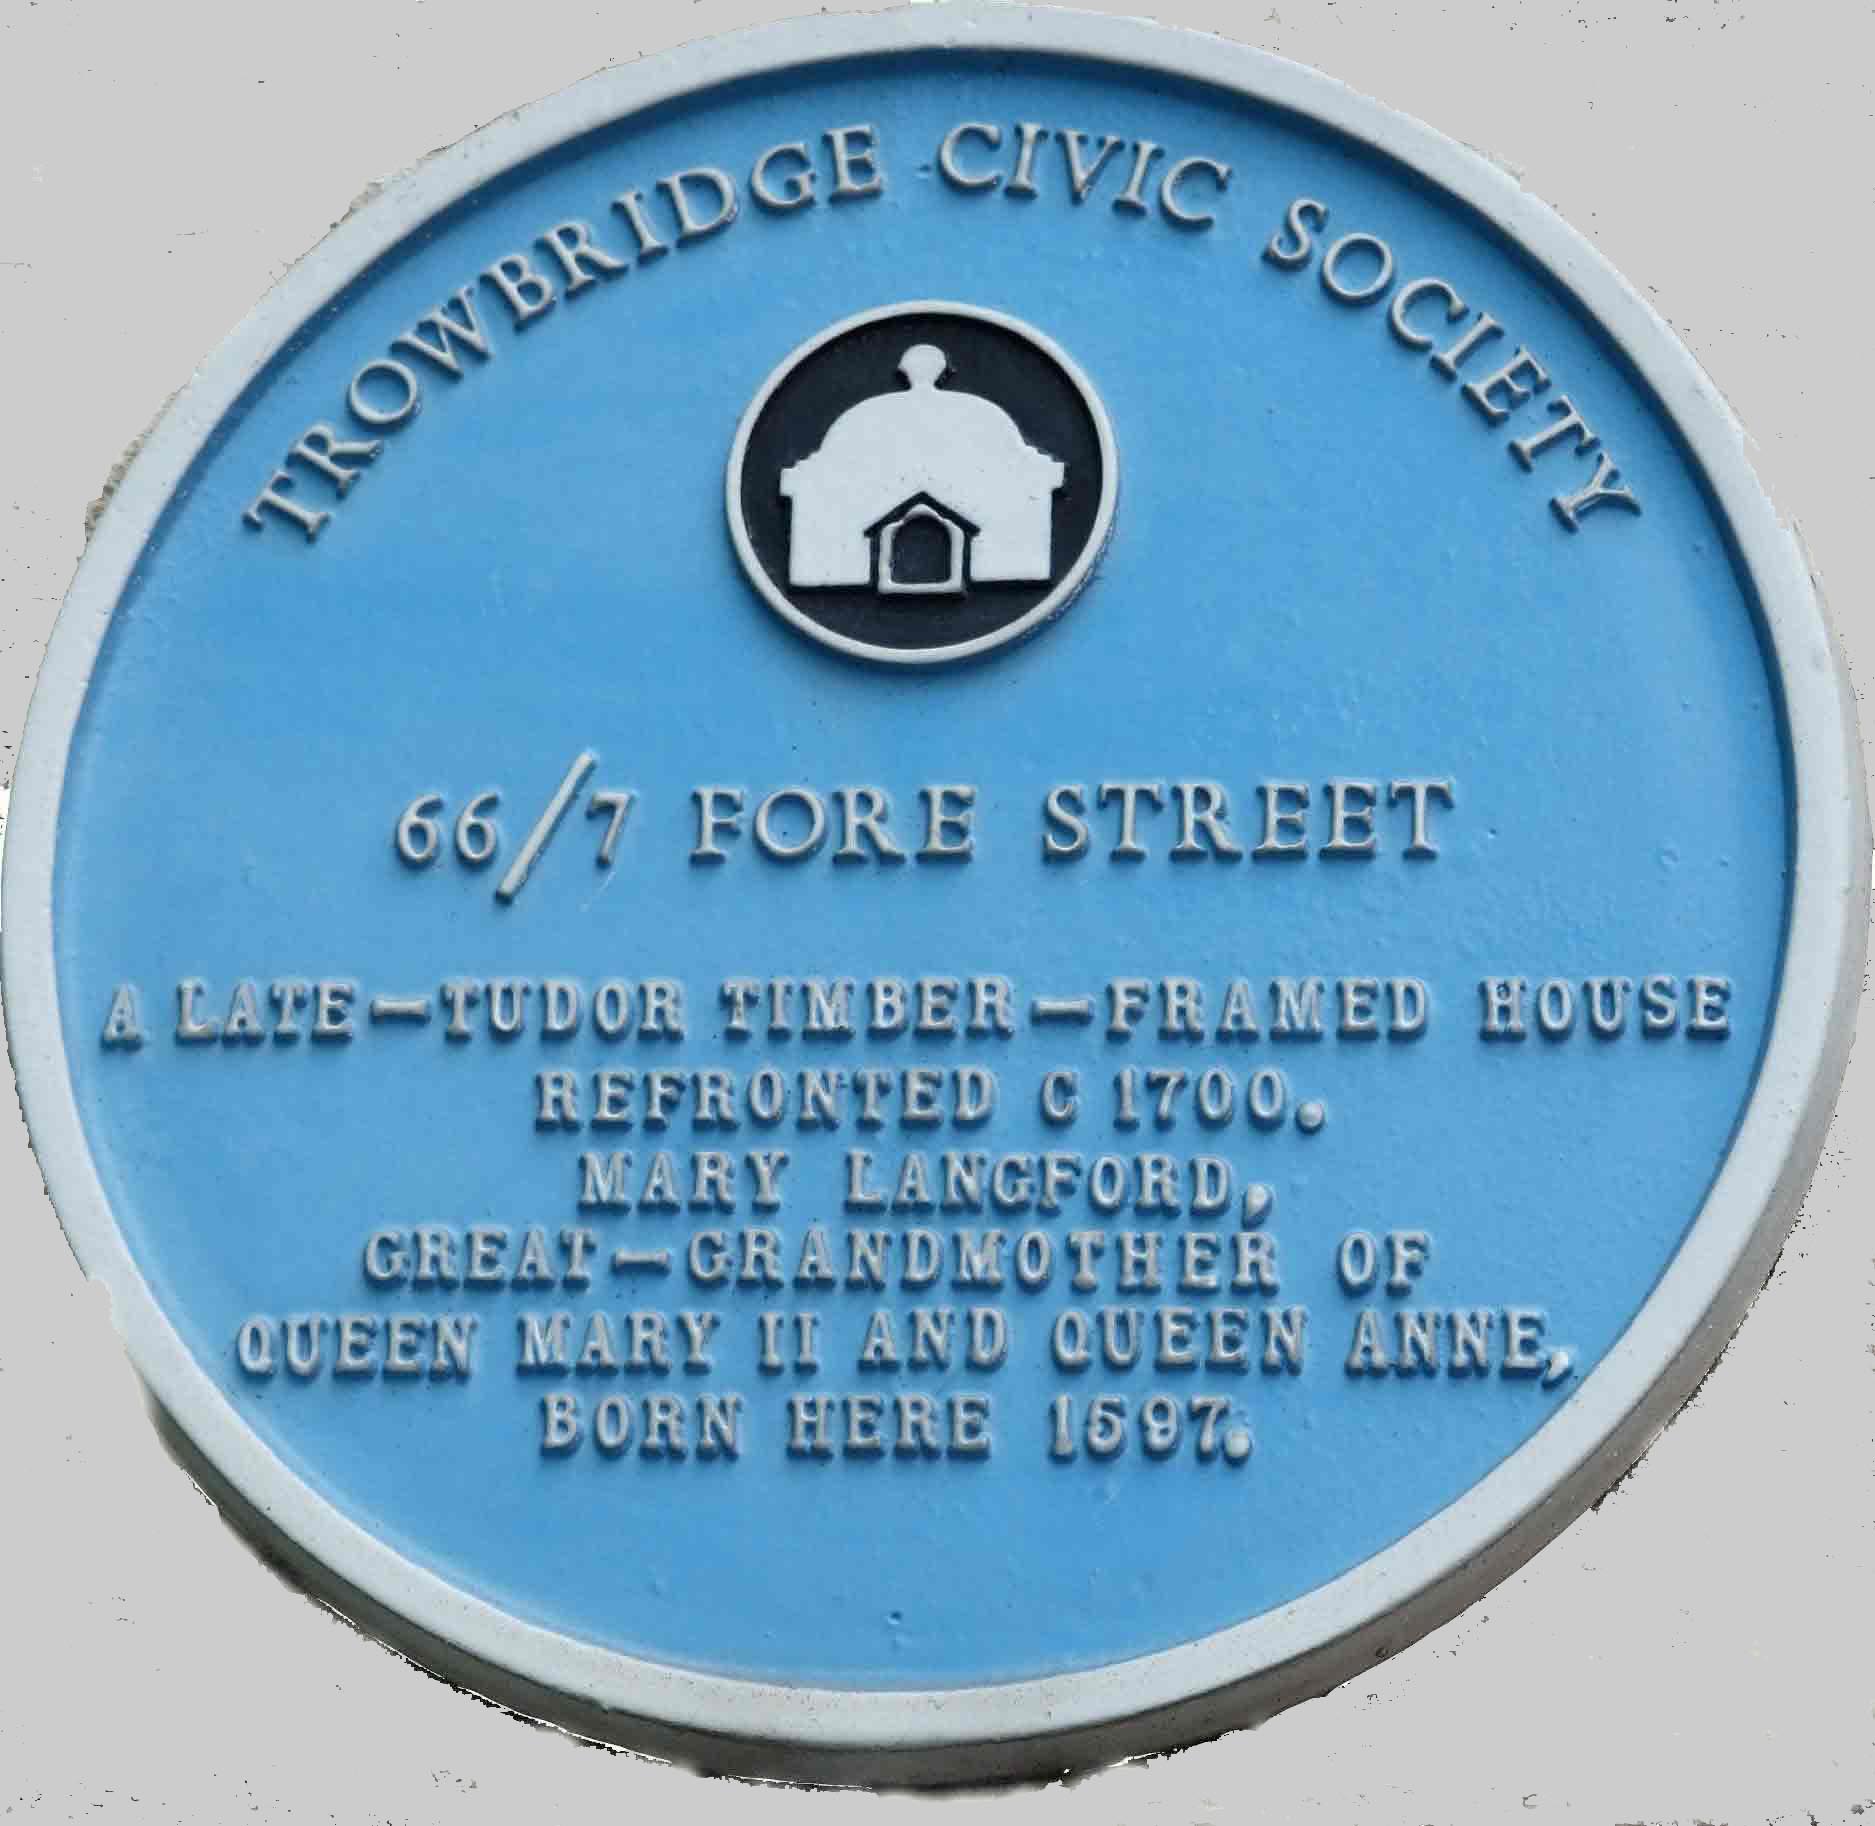 TROWBRIDGE CIVIC SOCIETY
66/7 FORE STREET
A LATE-TUDOR TIMBER-FRAMED HOUSE
REFRONTED C 1700.
MARY LANGFORD,
GREAT-GRANDMOTHER OF
QUEEN MARY II AND QUEEN ANNE,
BORN HERE 1597.